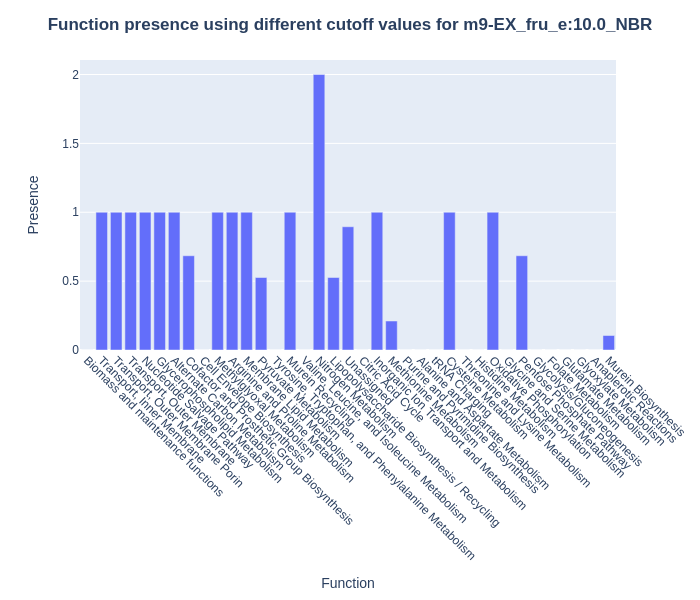 Function presence using different cutoff values for m9-EX_fru_e:10.0_NBR
Presence
2
1.5
1
0.5
0
Biomass and maintenance functions
Transport, Inner Membrane
Transport, Outer Membrane
Transport, Outer Membrane Porin
Nucleotide Salvage Pathway
Glycerophospholipid Metabolism
Alternate Carbon Metabolism
Cofactor and Prosthetic Group Biosynthesis
Cell Envelope Biosynthesis
Methylglyoxal Metabolism
Arginine and Proline Metabolism
Membrane Lipid Metabolism
Pyruvate Metabolism
Tyrosine, Tryptophan, and Phenylalanine Metabolism
Murein Recycling
Valine, Leucine, and Isoleucine Metabolism
Nitrogen Metabolism
Lipopolysaccharide Biosynthesis / Recycling
Unassigned
Citric Acid Cycle
Inorganic Ion Transport and Metabolism
Methionine Metabolism
Purine and Pyrimidine Biosynthesis
Alanine and Aspartate Metabolism
tRNA Charging
Cysteine Metabolism
Threonine and Lysine Metabolism
Histidine Metabolism
Oxidative Phosphorylation
Glycine and Serine Metabolism
Pentose Phosphate Pathway
Glycolysis/Gluconeogenesis
Folate Metabolism
Glutamate Metabolism
Glyoxylate Metabolism
Anaplerotic Reactions
Murein Biosynthesis
Function